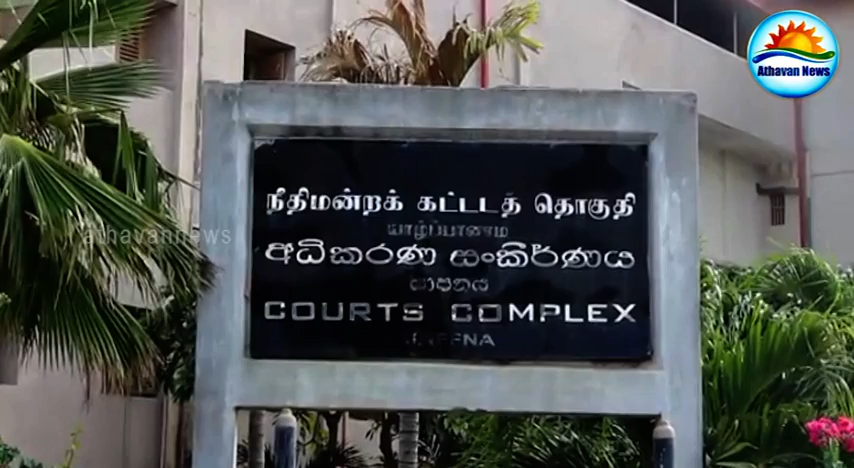 Athavan News
நீதிமன்றக் கட்டடத் தொகுதி
யாழ்ப்பாணம்
athavannews
අධිකරණ සංකීර්ණය
යාපනය
COURTS COMPLEX
JAFFNA